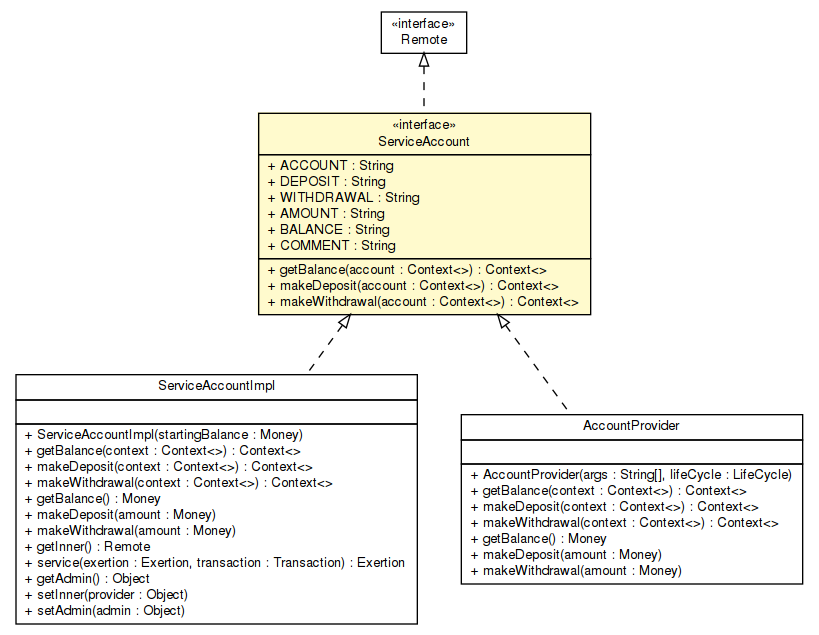 «interface»
Remote
«interface»
ServiceAccount
+ ACCOUNT : String
+ DEPOSIT : String
+ WITHDRAWAL : String
+ AMOUNT : String
+ BALANCE : String
+ COMMENT : String
+ getBalance(account : Context<>) : Context<>
+ makeDeposit(account : Context<>) : Context<>
+ makeWithdrawal(account : Context<>) : Context<>
ServiceAccountImpl
+ ServiceAccountImpl(startingBalance : Money)
+ getBalance(context : Context<>) : Context<>
+ makeDeposit(context : Context<>) : Context<>
+ makeWithdrawal(context : Context<>) : Context<>
+ getBalance() : Money
+ makeDeposit(amount : Money)
+ makeWithdrawal(amount : Money)
+ getInner() : Remote
+ service(exertion : Exertion, transaction : Transaction) : Exertion
+ getAdmin() : Object
+ setInner(provider : Object)
+ setAdmin(admin : Object)
AccountProvider
+ AccountProvider(args : String[], lifeCycle : LifeCycle)
+ getBalance(context : Context<>) : Context<>
+ makeDeposit(context : Context<>) : Context<>
+ makeWithdrawal(context : Context<>) : Context<>
+ getBalance() : Money
+ makeDeposit(amount : Money)
+ makeWithdrawal(amount : Money)